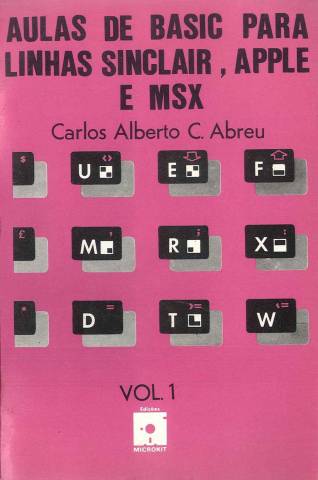 AULAS DE BASIC PARA
LINHAS SINCLAIR, APPLE
E MSX
Carlos Alberto C. Abreu
$ U <> E F
£ M , R X ;
* D T >= W <=
VOL. 1
Edições
MICROKIT